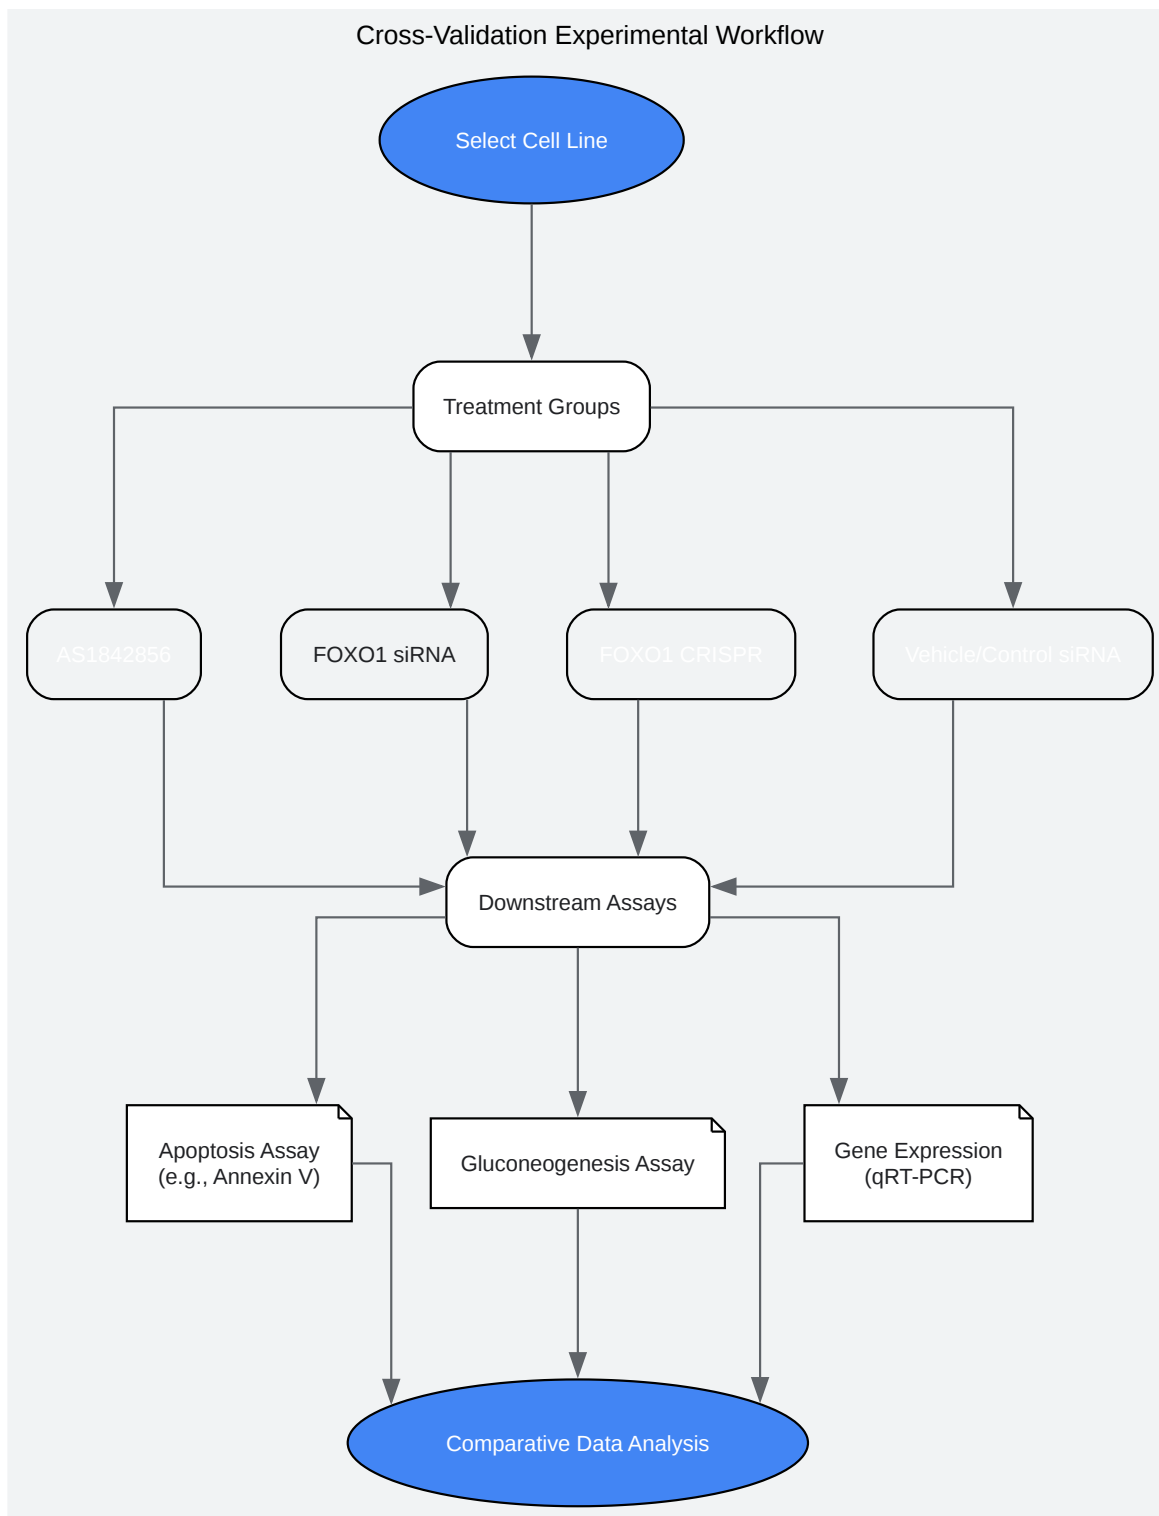 Cross-Validation Experimental Workflow
Select Cell Line
Treatment Groups
AS1842856
FOXO1 siRNA
FOXO1 CRISPR
Vehicle/Control siRNA
Downstream Assays
Apoptosis Assay
(e.g., Annexin V)
Gluconeogenesis Assay
Gene Expression
(qRT-PCR)
Comparative Data Analysis